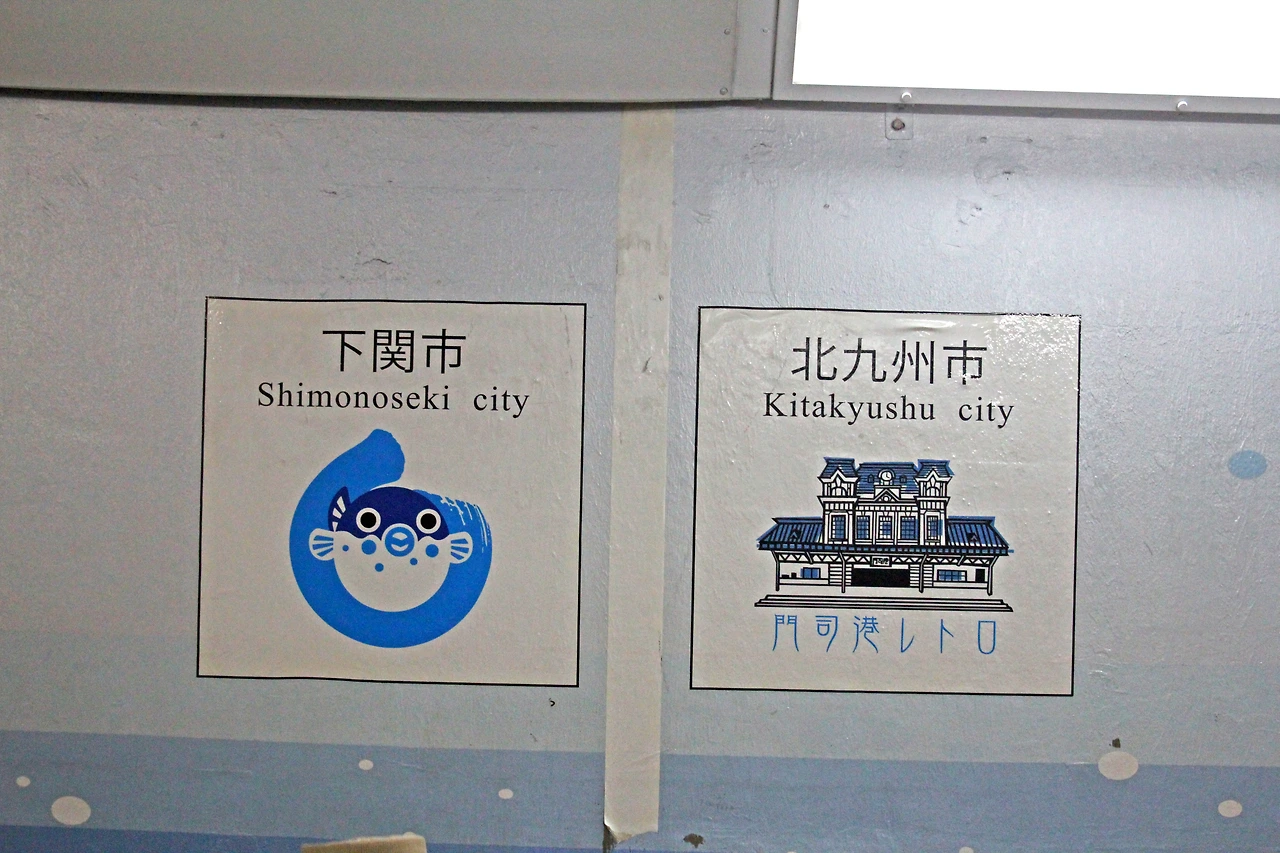 下関市
Shimonoseki city
北九州市
Kitakyushu city
門司港レトロ